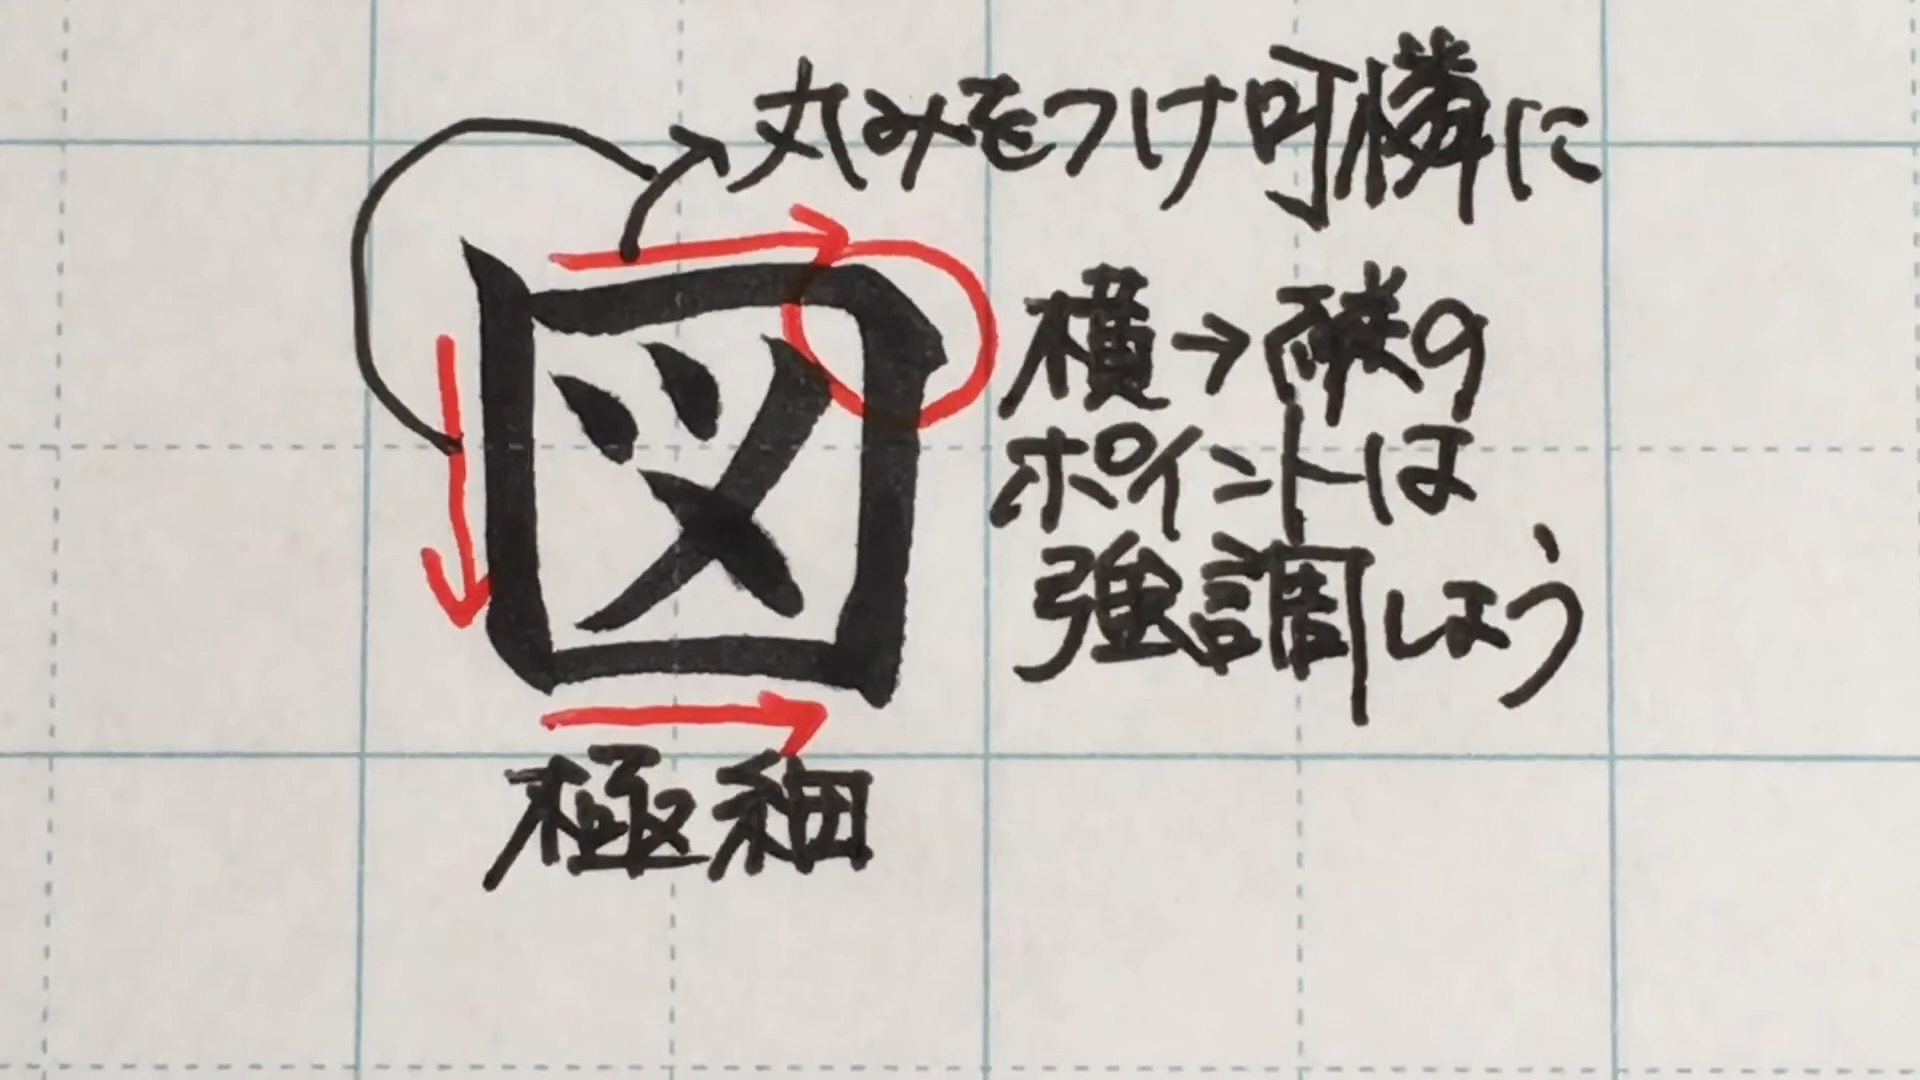 丸みをつけ可憐に
図
横→縦の
ポイントは
強調しよう
極細